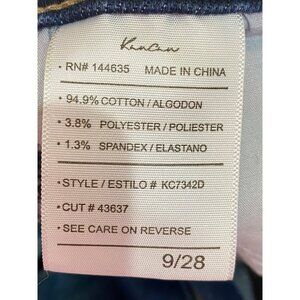 KanCan
• RN# 144635 MADE IN CHINA
• 94.9% COTTON / ALGODON
• 3.8% POLYESTER / POLIESTER
• 1.3% SPANDEX / ELASTANO
• STYLE / ESTILO # KC7342D
• CUT # 43637
• SEE CARE ON REVERSE
9/28